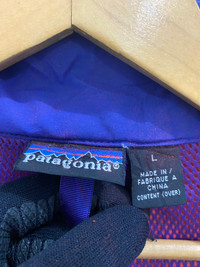 patagonia®
L
MADE IN /
FABRIQUÉ À
CHINA
CONTENT (OVER)